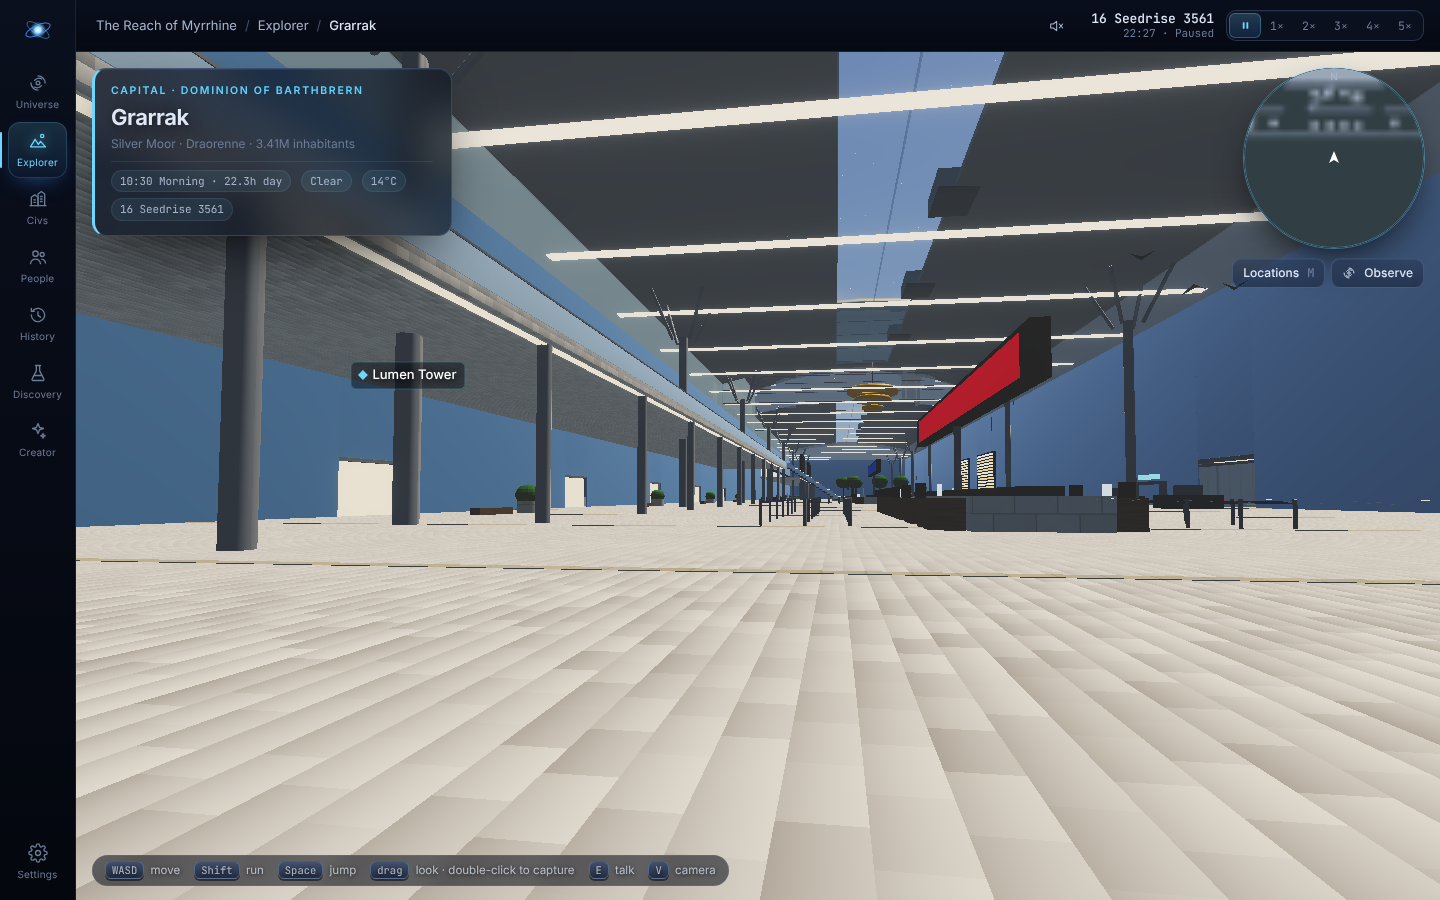 The Reach of Myrrhine / Explorer / Grarrak
16 Seedrise 3561
22:27 · Paused
1× 2× 3× 4× 5×
Universe
Explorer
Civs
People
History
Discovery
Creator
Settings
CAPITAL · DOMINION OF BARTHBRERN
Grarrak
Silver Moor · Draorenne · 3.41M inhabitants
10:30 Morning · 22.3h day
Clear
14°C
16 Seedrise 3561
N
Locations M
Observe
Lumen Tower
WASD move Shift run Space jump drag look · double-click to capture E talk V camera